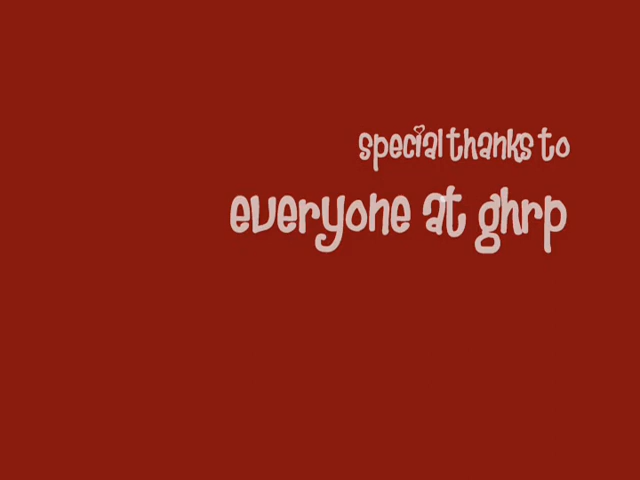 special thanks to
everyone at ghrp